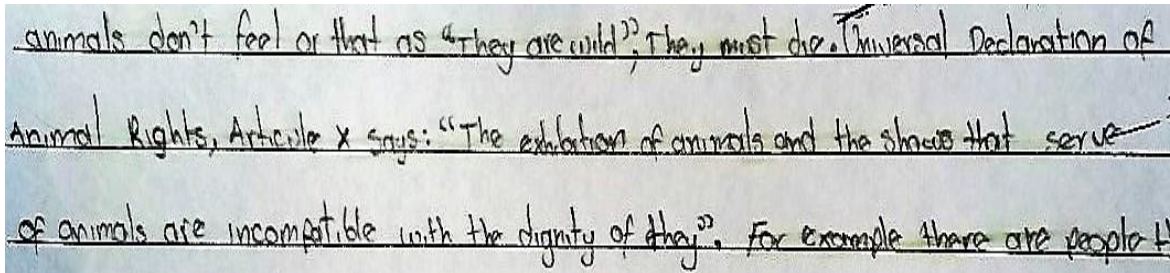 animals don't feel or that as "They are wild", They must die. Universal Declaration of
Animal Rights, Article X says: "The exhibition of animals and the shows that serve
of animals are incompatible with the dignity of they". For example there are people